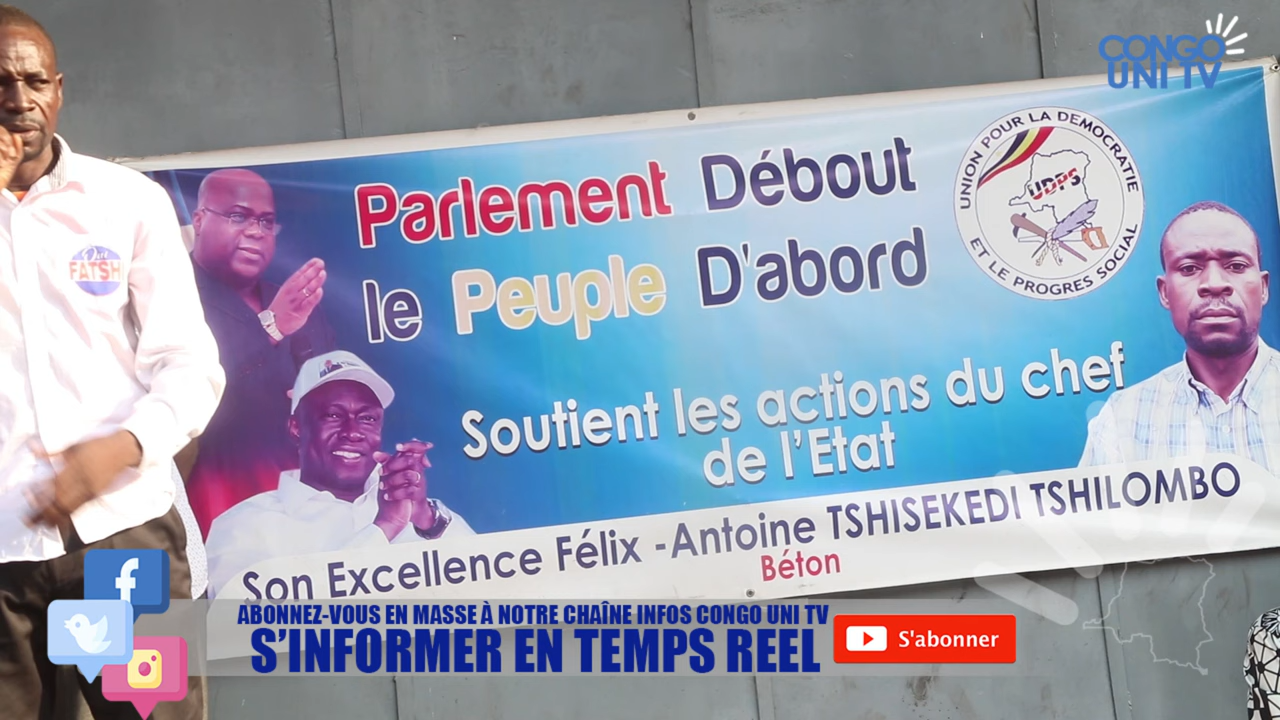 CONGO
UNI TV
FATSHI
Parlement Débout
le Peuple D'abord
UNION POUR LA DEMOCRATIE
UDPS
ET LE PROGRES SOCIAL
Soutient les actions du chef
de l'Etat
Son Excellence Félix -Antoine TSHISEKEDI TSHILOMBO
Béton
ABONNEZ-VOUS EN MASSE À NOTRE CHAÎNE INFOS CONGO UNI TV
S'INFORMER EN TEMPS REEL
S'abonner